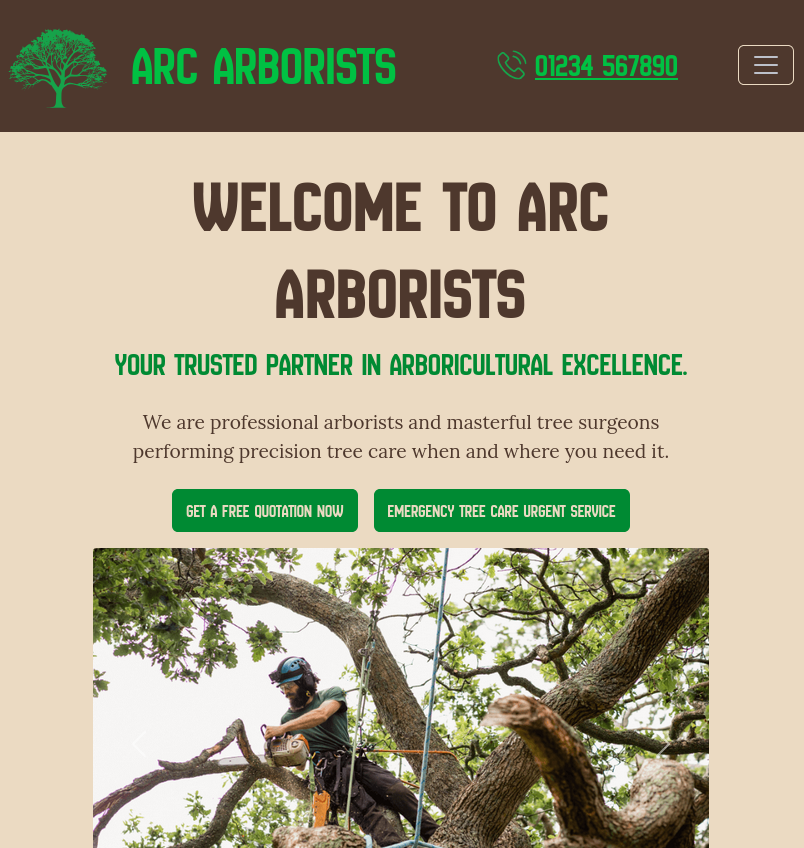 ARC ARBORISTS
01234 567890
WELCOME TO ARC
ARBORISTS
YOUR TRUSTED PARTNER IN ARBORICULTURAL EXCELLENCE.
We are professional arborists and masterful tree surgeons
performing precision tree care when and where you need it.
GET A FREE QUOTATION NOW
EMERGENCY TREE CARE URGENT SERVICE